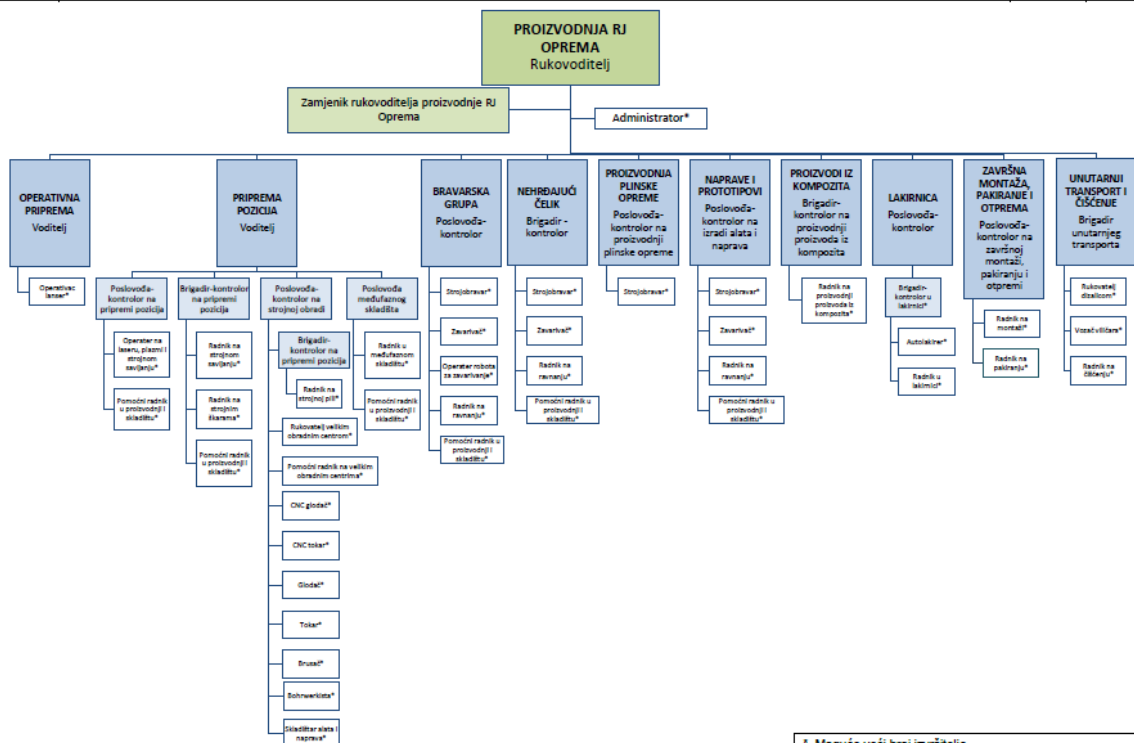 PROIZVODNJA RJ
OPREMA
Rukovoditelj
Zamjenik rukovoditelja proizvodnje RJ
Oprema
Administrator*
OPERATIVNA
PRIPREMA
Voditelj
Operativac
lanser*
PRIPREMA
POZICIJA
Voditelj
Poslovođa-
kontrolor na
pripremi pozicija
Operater na
laseru, plazmi i
strojnom
savijanju*
Pomoćni radnik
u proizvodnji i
skladištu*
Brigadir-kontrolor
na pripremi
pozicija
Radnik na
strojnom
savijanju*
Radnik na
strojnim
škarama*
Pomoćni radnik
u proizvodnji i
skladištu*
Poslovođa-
kontrolor na
strojnoj obradi
Brigadir-
kontrolor na
pripremi pozicija
Radnik na
strojnoj pili*
Rukovatelj velikim
obradnim centrom*
Pomoćni radnik na velikim
obradnim centrima*
CNC glodač*
CNC tokar*
Glodač*
Tokar*
Brusač*
Bohrwerkista*
Skladištar alata i
naprava*
Poslovođa
međufaznog
skladišta
Radnik u
međufaznom
skladištu*
Pomoćni radnik
u proizvodnji i
skladištu*
BRAVARSKA
GRUPA
Poslovođa-
kontrolor
Strojobravar*
Zavarivač*
Operater robota
za zavarivanje*
Radnik na
ravnanju*
Pomoćni radnik u
proizvodnji i
skladištu*
NEHRĐAJUĆI
ČELIK
Brigadir -
kontrolor
Strojobravar*
Zavarivač*
Radnik na
ravnanju*
Pomoćni radnik u
proizvodnji i
skladištu*
PROIZVODNJA
PLINSKE
OPREME
Poslovođa-
kontrolor na
proizvodnji
plinske opreme
Strojobravar*
NAPRAVE I
PROTOTIPOVI
Poslovođa-
kontrolor na
izradi alata i
naprava
Strojobravar*
Zavarivač*
Radnik na
ravnanju*
Pomoćni radnik u
proizvodnji i
skladištu*
PROIZVODI IZ
KOMPOZITA
Brigadir-
kontrolor na
proizvodnji
proizvoda iz
kompozita
Radnik na
proizvodnji
proizvoda iz
kompozita*
LAKIRNICA
Poslovođa-
kontrolor
Brigadir-
kontrolor u
lakirnici*
Autolakirer*
Radnik u
lakirnici*
ZAVRŠNA
MONTAŽA,
PAKIRANJE I
OTPREMA
Poslovođa-
kontrolor na
završnoj
montaži,
pakiranju i
otpremi
Radnik na
montaži*
Radnik na
pakiranju*
UNUTARNJI
TRANSPORT I
ČIŠĆENJE
Brigadir
unutarnjeg
transporta
Rukovatelj
dizalicom*
Vozač viličara*
Radnik na
čišćenju*
* Moguće veći broj izvršitelja